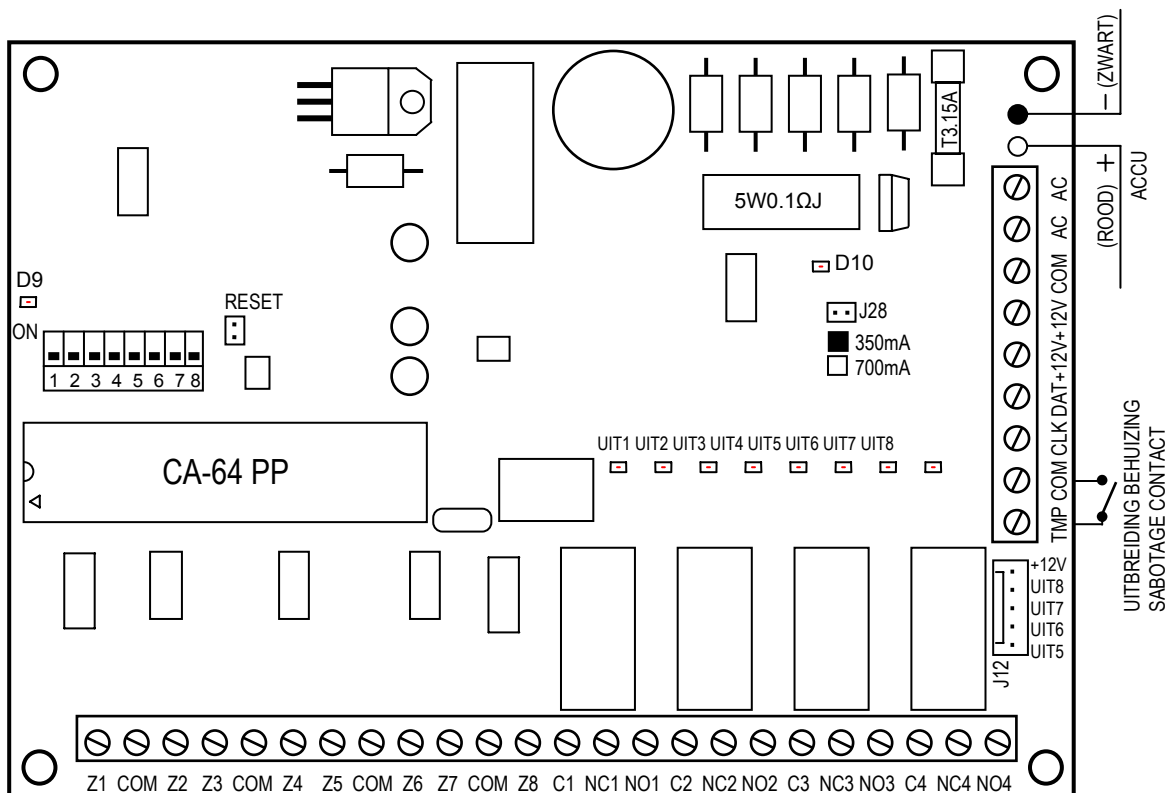 − (ZWART)
(ROOD) +
ACCU
T3.15A
5W0.1ΩJ
D10
D9
RESET
ON
1 2 3 4 5 6 7 8
J28
350mA
700mA
AC
AC
COM
+12V
+12V
DAT
CLK
COM
TMP
UITBREIDING BEHUIZING
SABOTAGE CONTACT
UIT1 UIT2 UIT3 UIT4 UIT5 UIT6 UIT7 UIT8
CA-64 PP
+12V
UIT8
UIT7
UIT6
UIT5
J12
Z1 COM Z2 Z3 COM Z4 Z5 COM Z6 Z7 COM Z8 C1 NC1 NO1 C2 NC2 NO2 C3 NC3 NO3 C4 NC4 NO4